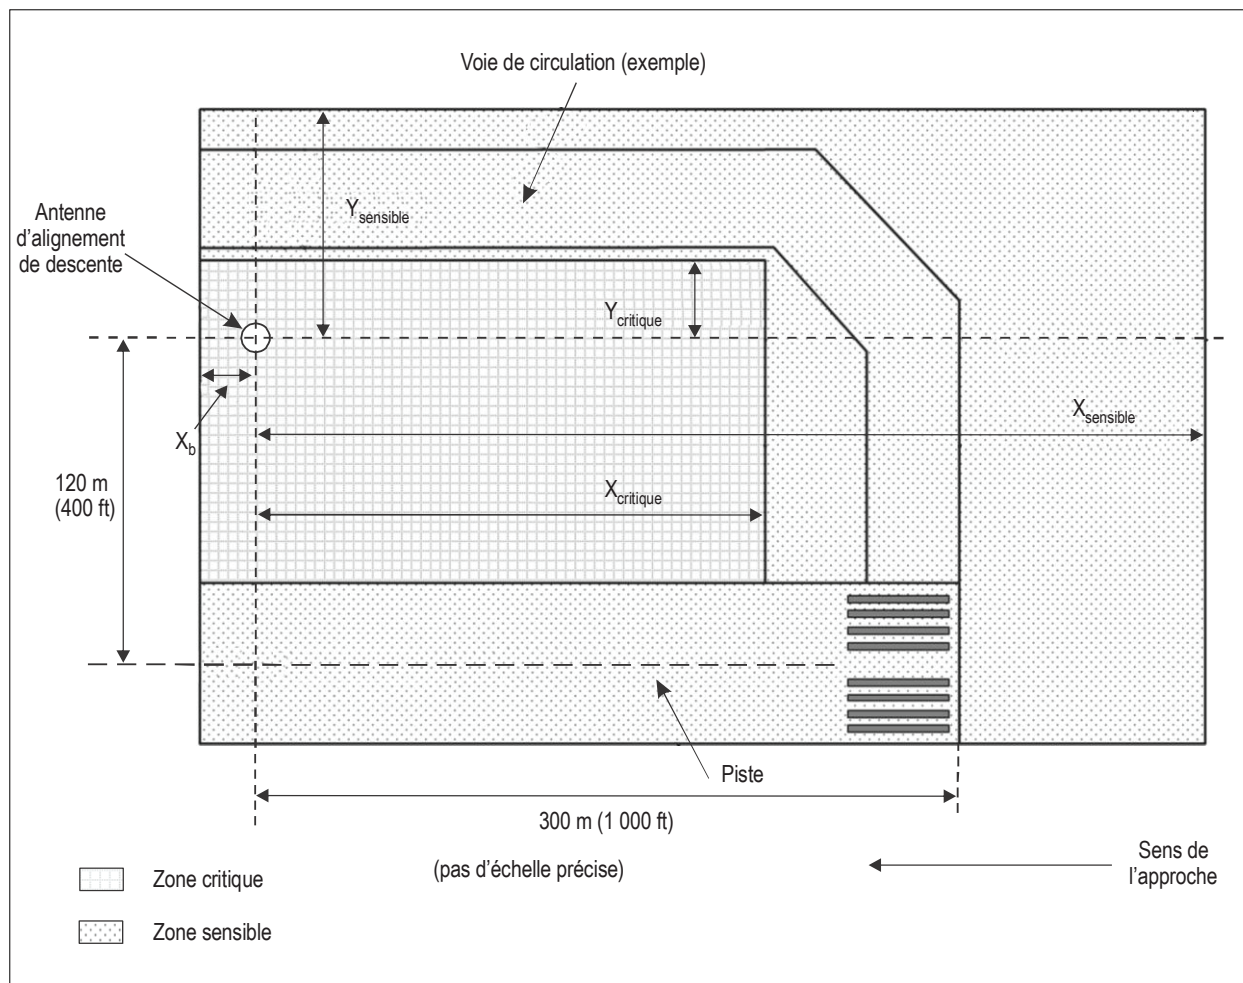 Voie de circulation (exemple)
Antenne
d’alignement
de descente
Ysensible
Ycritique
Xb
Xsensible
120 m
(400 ft)
Xcritique
Piste
300 m (1 000 ft)
(pas d’échelle précise)
Sens de
l’approche
Zone critique
Zone sensible